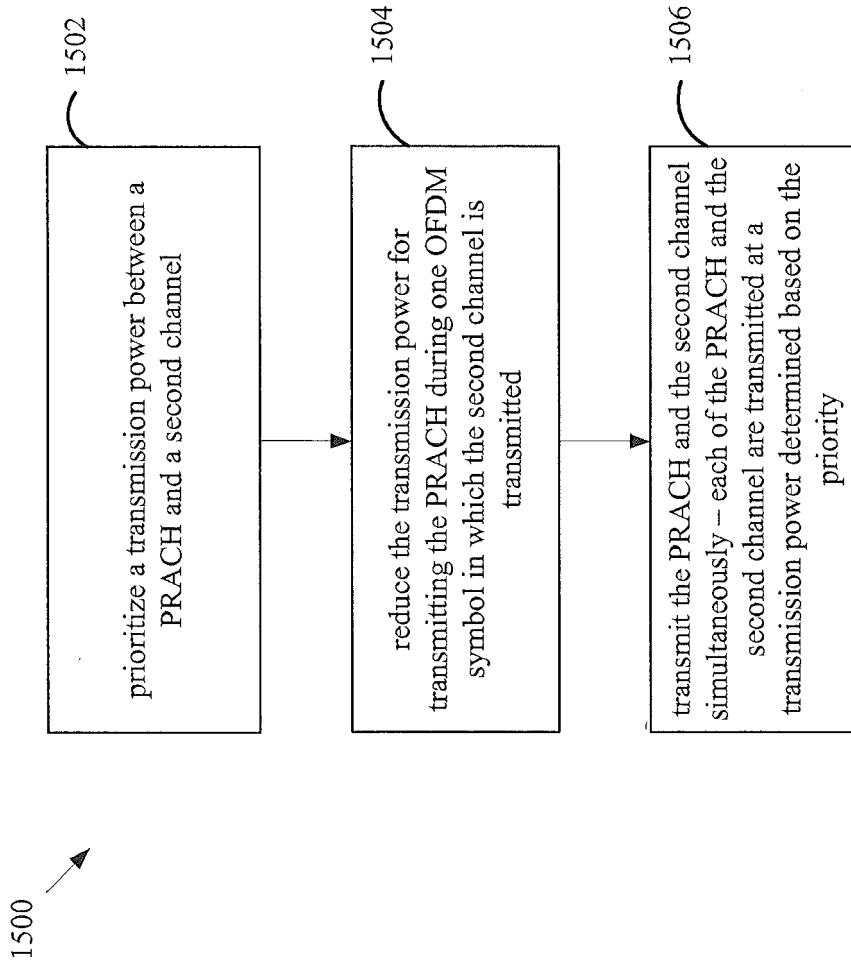 1500
1502
prioritize a transmission power between a
PRACH and a second channel
1504
reduce the transmission power for
transmitting the PRACH during one OFDM
symbol in which the second channel is
transmitted
1506
transmit the PRACH and the second channel
simultaneously – each of the PRACH and the
second channel are transmitted at a
transmission power determined based on the
priority